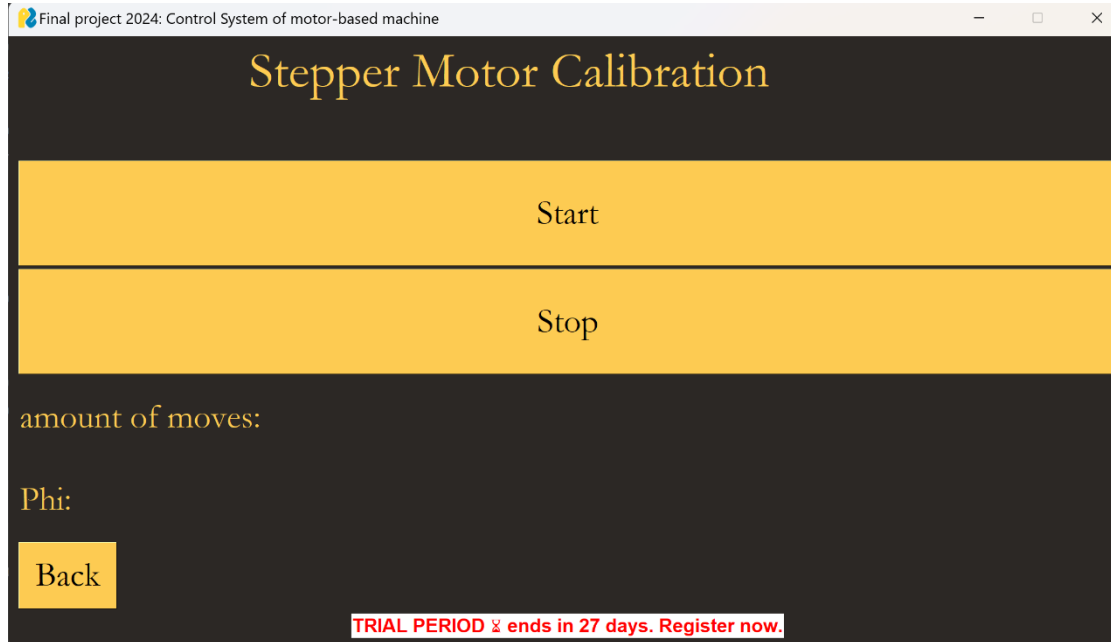 Final project 2024: Control System of motor-based machine
Stepper Motor Calibration
Start
Stop
amount of moves:
Phi:
Back
TRIAL PERIOD ⏳ ends in 27 days. Register now.